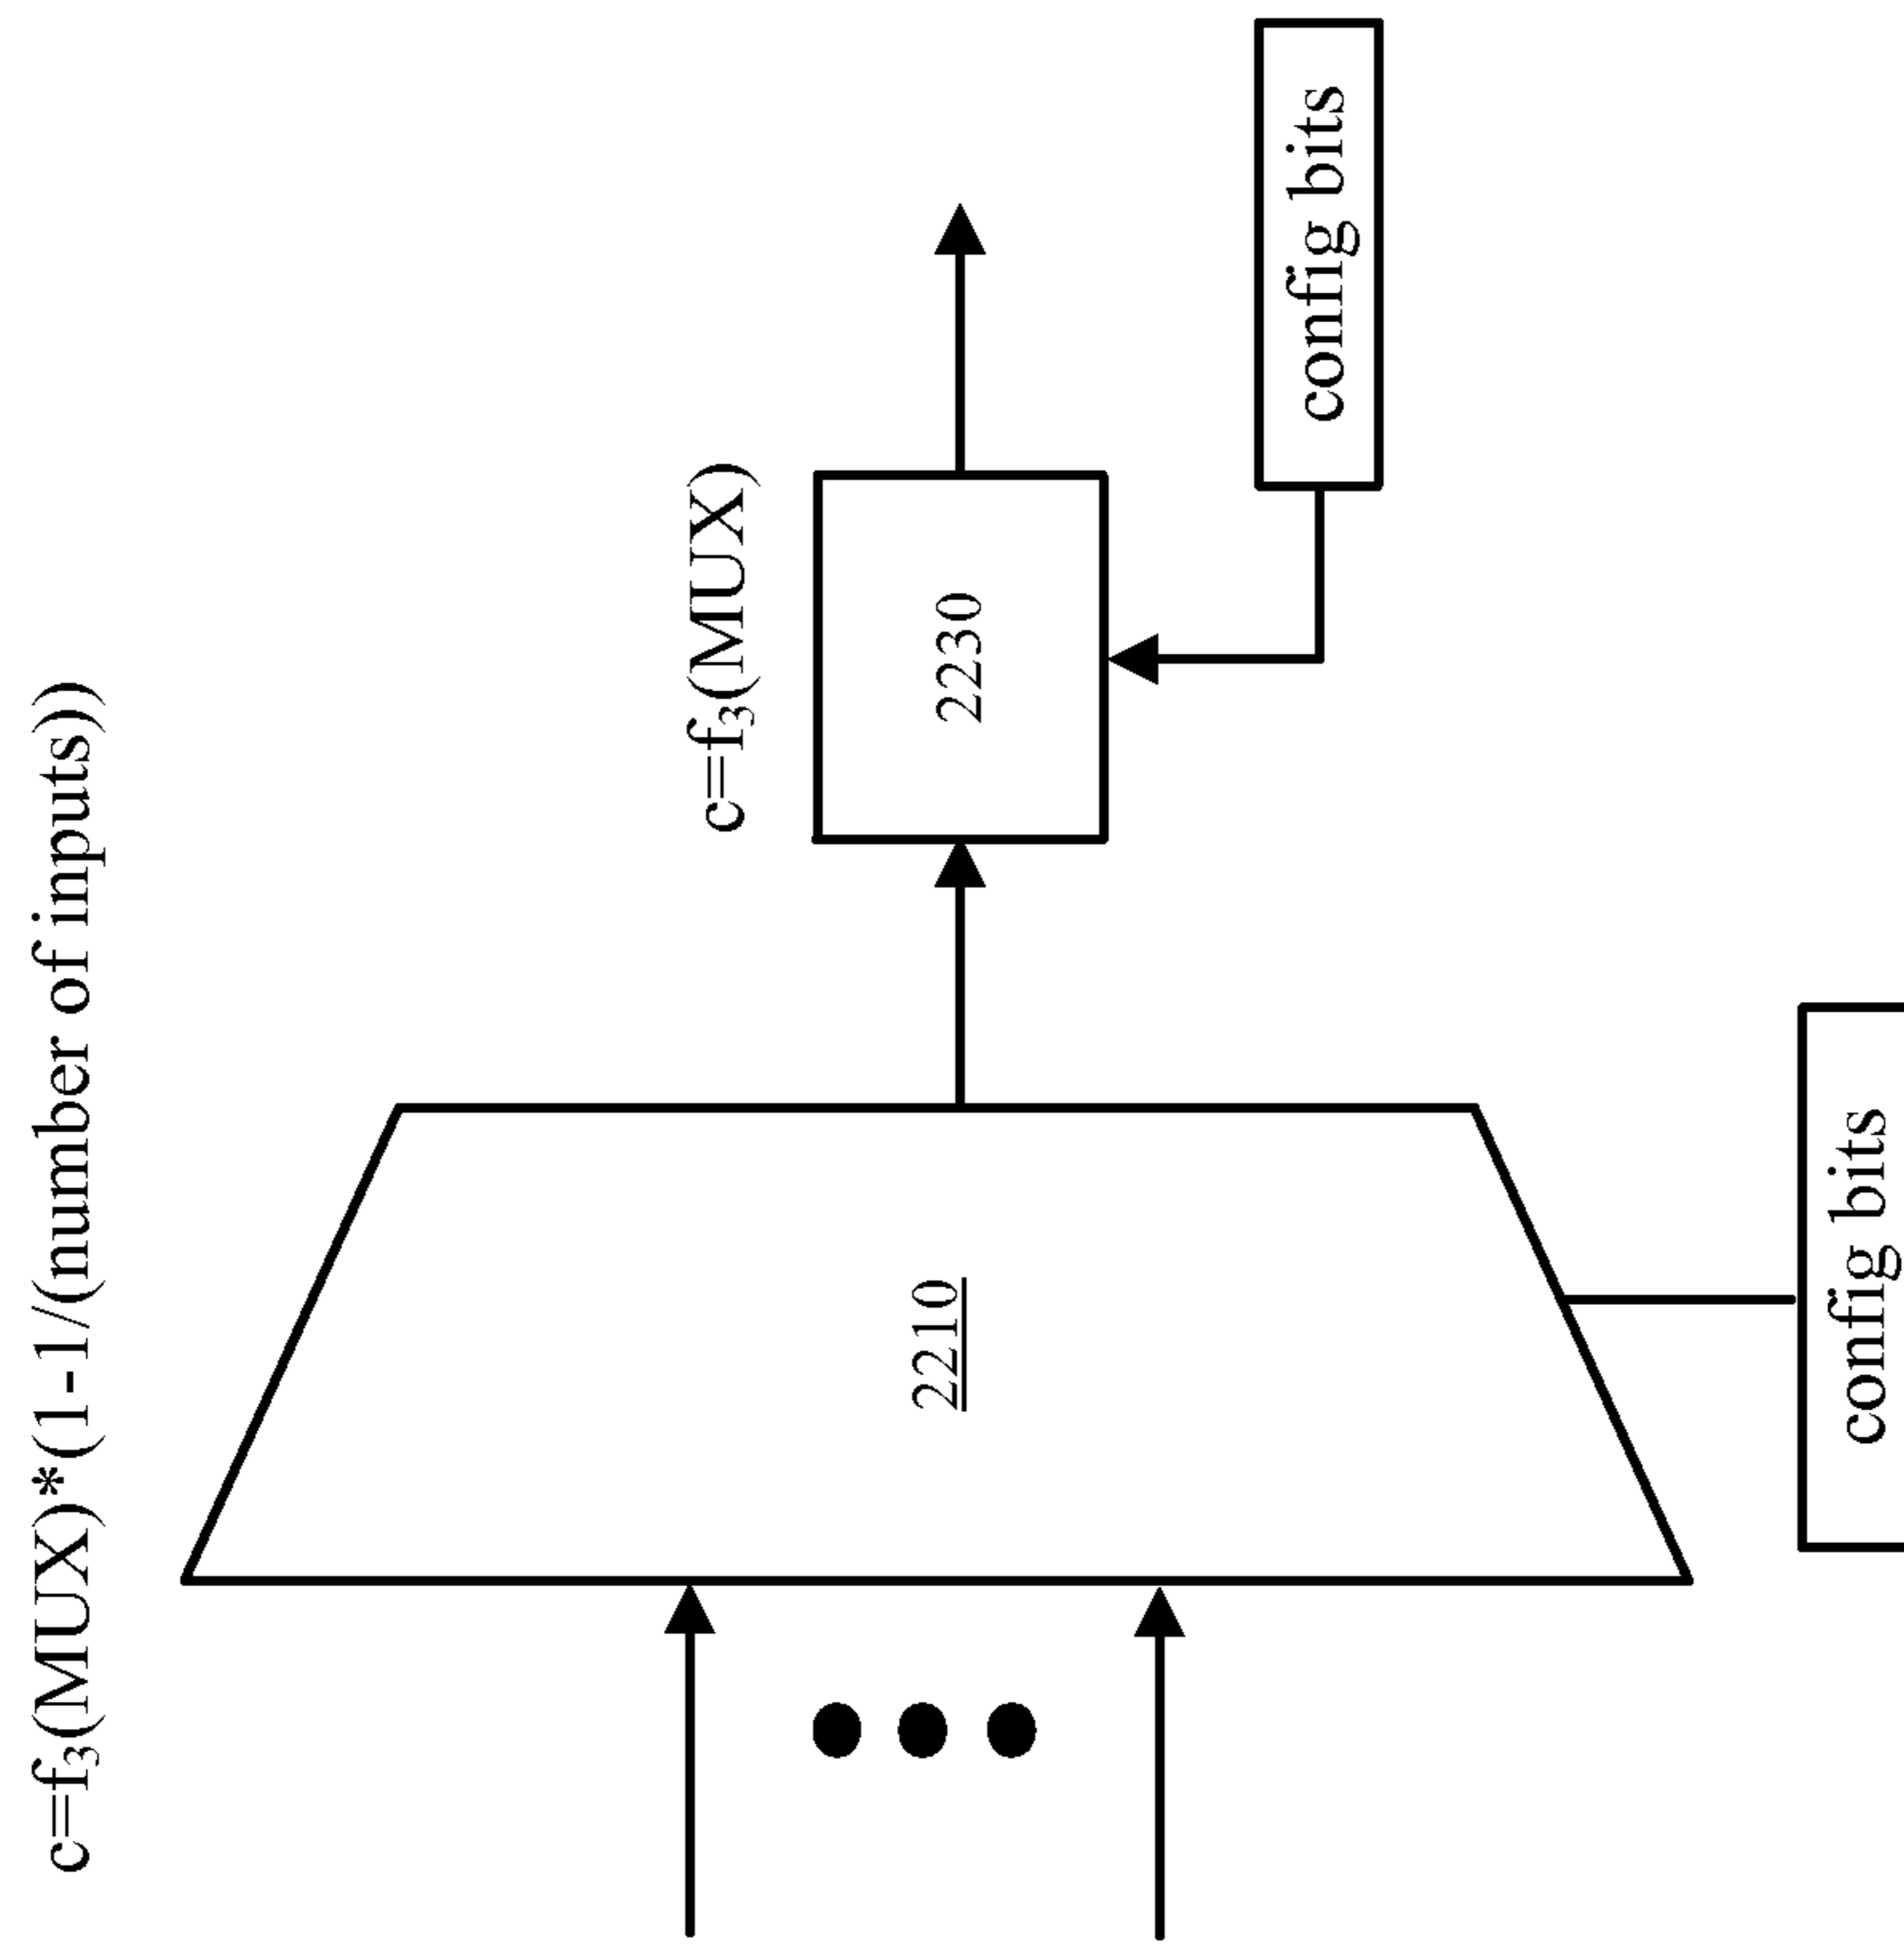 c=f₃(MUX)*(1-1/(number of inputs))
c=f₃(MUX)
2210
2230
config bits
config bits